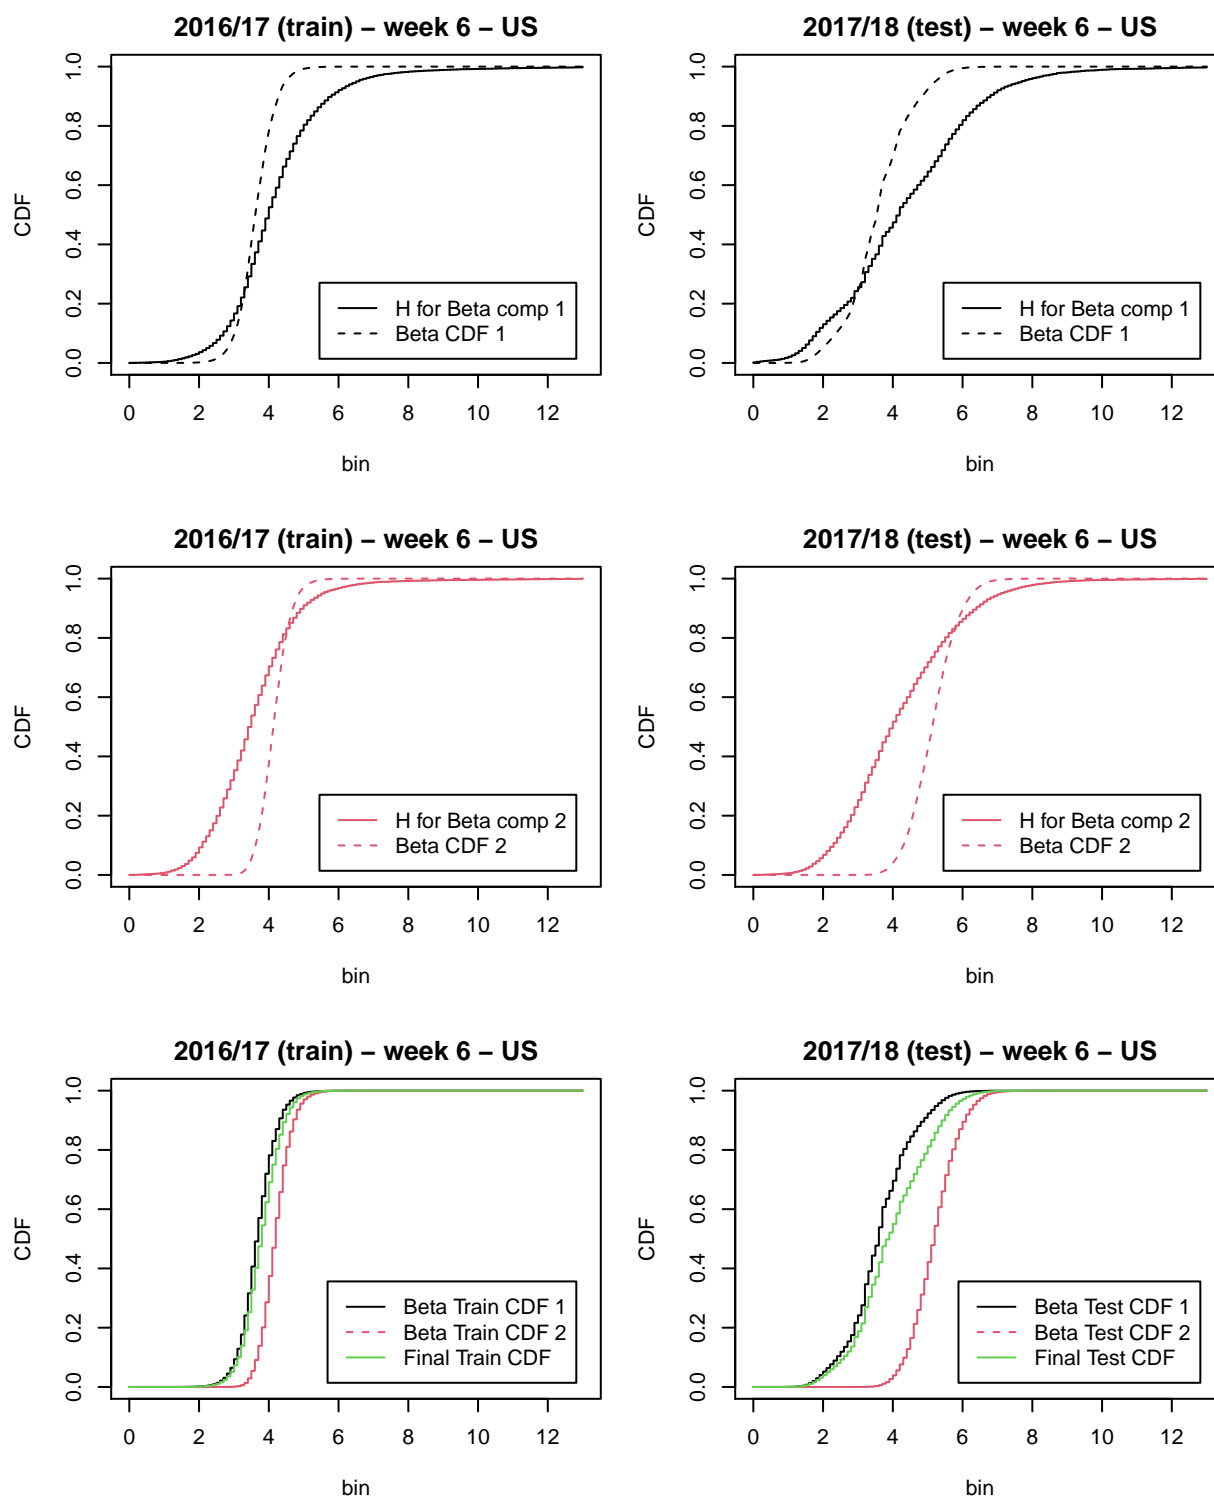 2016/17 (train) – week 6 – US
CDF
0.0 0.2 0.4 0.6 0.8 1.0
H for Beta comp 1
Beta CDF 1
0 2 4 6 8 10 12
bin
2017/18 (test) – week 6 – US
CDF
0.0 0.2 0.4 0.6 0.8 1.0
H for Beta comp 1
Beta CDF 1
0 2 4 6 8 10 12
bin
2016/17 (train) – week 6 – US
CDF
0.0 0.2 0.4 0.6 0.8 1.0
H for Beta comp 2
Beta CDF 2
0 2 4 6 8 10 12
bin
2017/18 (test) – week 6 – US
CDF
0.0 0.2 0.4 0.6 0.8 1.0
H for Beta comp 2
Beta CDF 2
0 2 4 6 8 10 12
bin
2016/17 (train) – week 6 – US
CDF
0.0 0.2 0.4 0.6 0.8 1.0
Beta Train CDF 1
Beta Train CDF 2
Final Train CDF
0 2 4 6 8 10 12
bin
2017/18 (test) – week 6 – US
CDF
0.0 0.2 0.4 0.6 0.8 1.0
Beta Test CDF 1
Beta Test CDF 2
Final Test CDF
0 2 4 6 8 10 12
bin